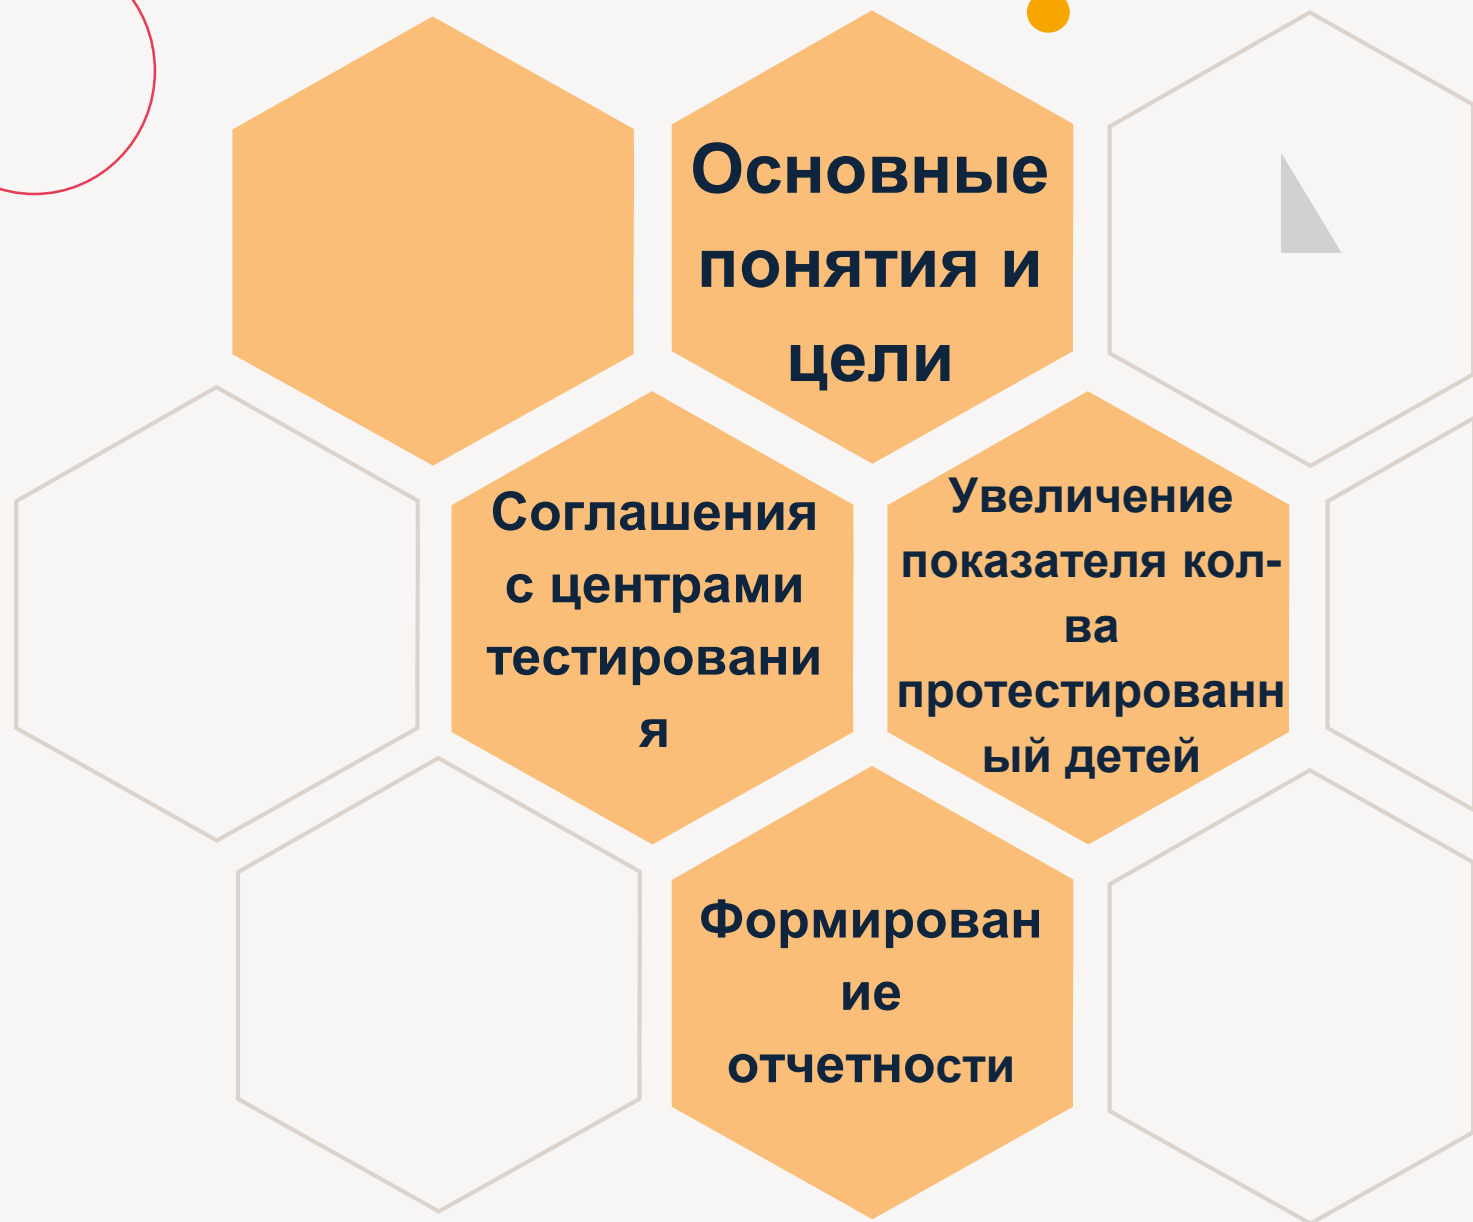 Основные
понятия и
цели
Соглашения
с центрами
тестировани
я
Увеличение
показателя кол-
ва
протестированн
ый детей
Формирован
ие
отчетности